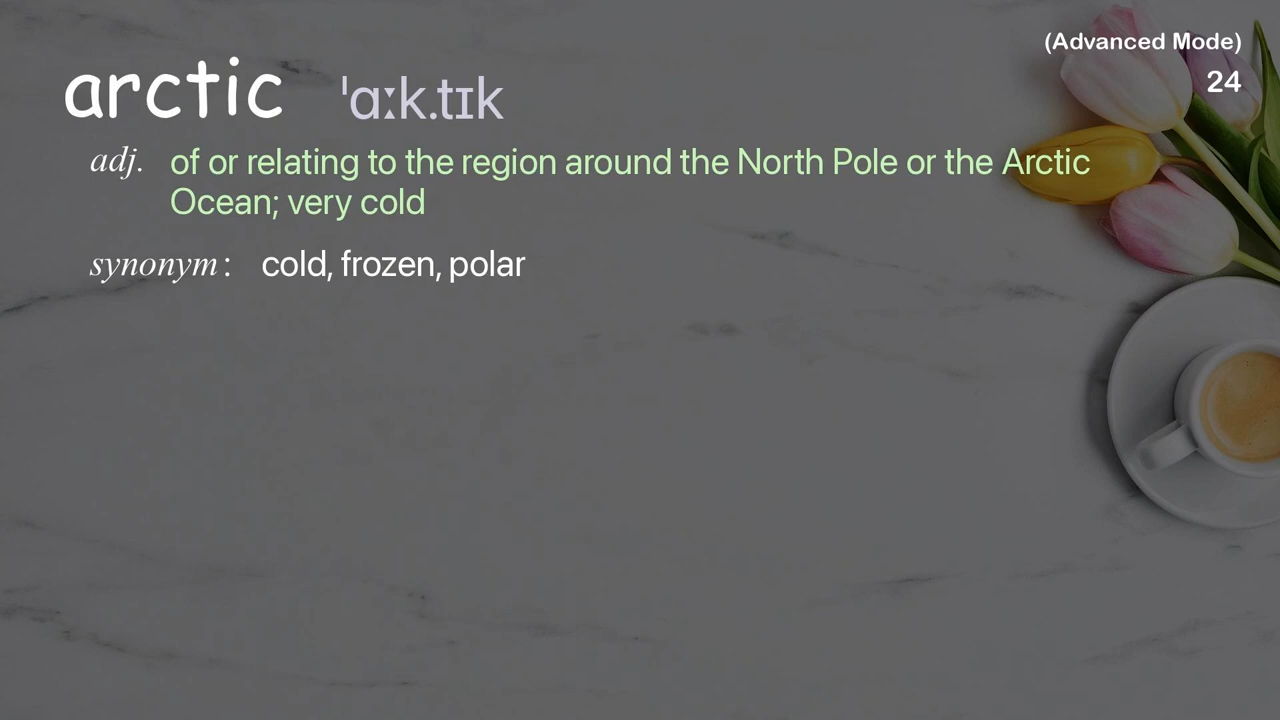 (Advanced Mode)
24
arctic ˈɑːk.tɪk
adj. of or relating to the region around the North Pole or the Arctic
Ocean; very cold
synonym: cold, frozen, polar